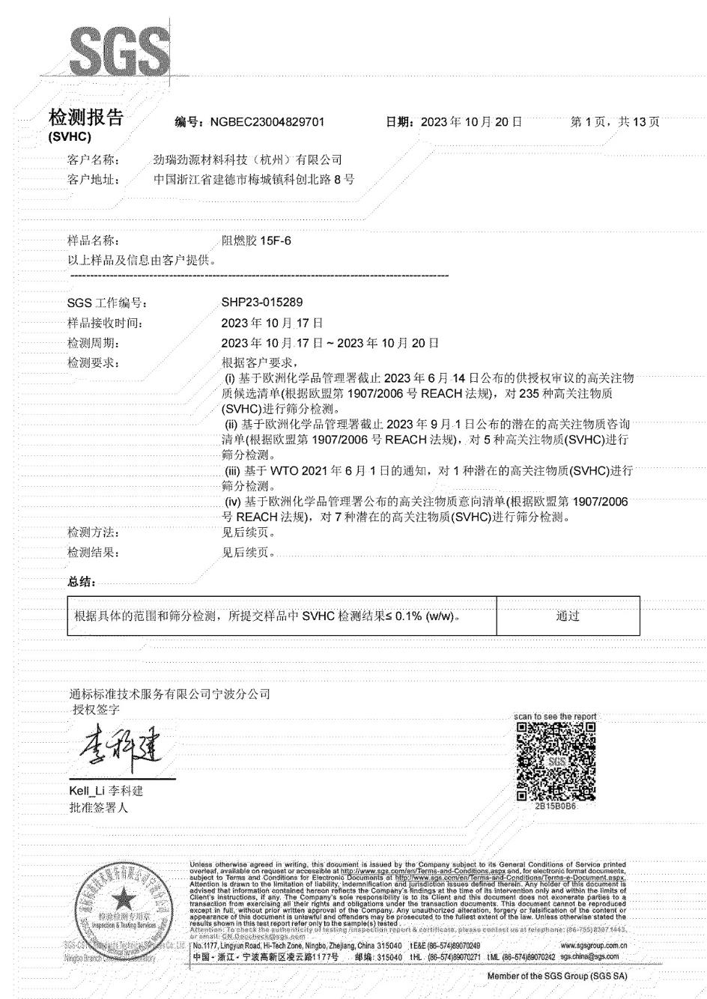 SGS
检测报告
(SVHC)
编号: NGBEC23004829701 日期: 2023 年 10 月 20 日 第 1 页, 共 13 页
客户名称: 劲瑞劲源材料科技（杭州）有限公司
客户地址: 中国浙江省建德市梅城镇科创北路 8 号
样品名称: 阻燃胶 15F-6
以上样品及信息由客户提供。
SGS 工作编号: SHP23-015289
样品接收时间: 2023 年 10 月 17 日
检测周期: 2023 年 10 月 17 日 ~ 2023 年 10 月 20 日
检测要求: 根据客户要求,
(i) 基于欧洲化学品管理署截止 2023 年 6 月 14 日公布的供授权审议的高关注物
质候选清单(根据欧盟第 1907/2006 号 REACH 法规), 对 235 种高关注物质
(SVHC)进行筛分检测。
(ii) 基于欧洲化学品管理署截止 2023 年 9 月 1 日公布的潜在的高关注物质咨询
清单(根据欧盟第 1907/2006 号 REACH 法规), 对 5 种高关注物质(SVHC)进行
筛分检测。
(iii) 基于 WTO 2021 年 6 月 1 日的通知, 对 1 种潜在的高关注物质(SVHC)进行
筛分检测。
(iv) 基于欧洲化学品管理署公布的高关注物质意向清单(根据欧盟第 1907/2006
号 REACH 法规), 对 7 种潜在的高关注物质(SVHC)进行筛分检测。
检测方法: 见后续页。
检测结果: 见后续页。
总结:
根据具体的范围和筛分检测, 所提交样品中 SVHC 检测结果≤ 0.1% (w/w)。 通过
通标标准技术服务有限公司宁波分公司
授权签字
李科建
Kell_Li 李科建
批准签署人
scan to see the report
SGS
2B15B0B6
Unless otherwise agreed in writing, this document is issued by the Company subject to its General Conditions of Service printed
overleaf, available on request or accessible at http://www.sgs.com/en/Terms-and-Conditions.aspx and, for electronic format documents,
subject to Terms and Conditions for Electronic Documents at http://www.sgs.com/en/Terms-and-Conditions/Terms-e-Document.aspx.
Attention is drawn to the limitation of liability, indemnification and jurisdiction issues defined therein. Any holder of this document is
advised that information contained hereon reflects the Company's findings at the time of its intervention only and within the limits of
Client's instructions, if any. The Company's sole responsibility is to its Client and this document does not exonerate parties to a
transaction from exercising all their rights and obligations under the transaction documents. This document cannot be reproduced
except in full, without prior written approval of the Company. Any unauthorized alteration, forgery or falsification of the content or
appearance of this document is unlawful and offenders may be prosecuted to the fullest extent of the law. Unless otherwise stated the
results shown in this test report refer only to the sample(s) tested.
Attention: To check the authenticity of testing /inspection report & certificate, please contact us at telephone: (86-755) 8307 1443,
or email: CN.Doccheck@sgs.com
检验检测专用章
Inspection & Testing Services
Ningbo Branch Laboratory
No.1177, Lingyun Road, Hi-Tech Zone, Ningbo, Zhejiang, China 315040 t E&E (86-574)89070249 www.sgsgroup.com.cn
中国 • 浙江 • 宁波高新区凌云路1177号 邮编: 315040 t HL (86-574)89070271 t ML (86-574)89070242 sgs.china@sgs.com
Member of the SGS Group (SGS SA)